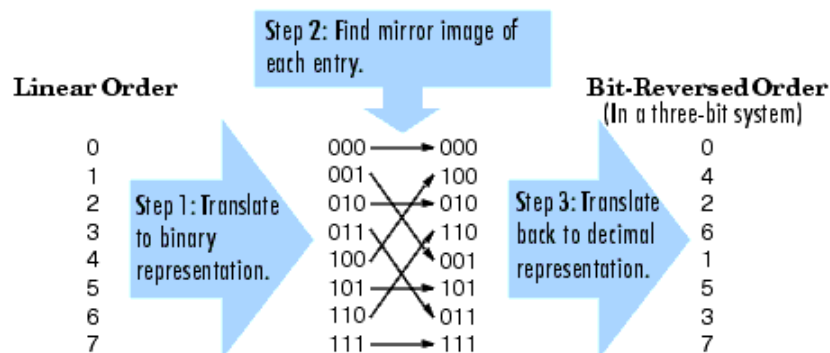 Step 2: Find mirror image of
each entry.
Linear Order
Bit-Reversed Order
(In a three-bit system)
0 000 000 0
1 001 100 4
2 010 010 2
3 011 110 6
4 100 001 1
5 101 101 5
6 110 011 3
7 111 111 7
Step 1: Translate
to binary
representation.
Step 3: Translate
back to decimal
representation.